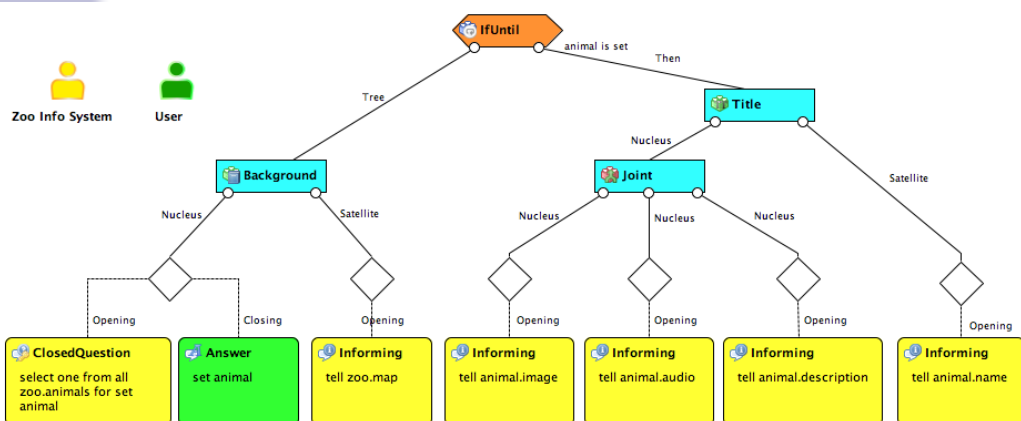 IfUntil
animal is set
Then
Tree
Zoo Info System
User
Title
Nucleus
Satellite
Background
Joint
Nucleus
Satellite
Nucleus
Nucleus
Nucleus
Opening
Closing
Opening
Opening
Opening
Opening
Opening
ClosedQuestion
select one from all
zoo.animals for set
animal
Answer
set animal
Informing
tell zoo.map
Informing
tell animal.image
Informing
tell animal.audio
Informing
tell animal.description
Informing
tell animal.name